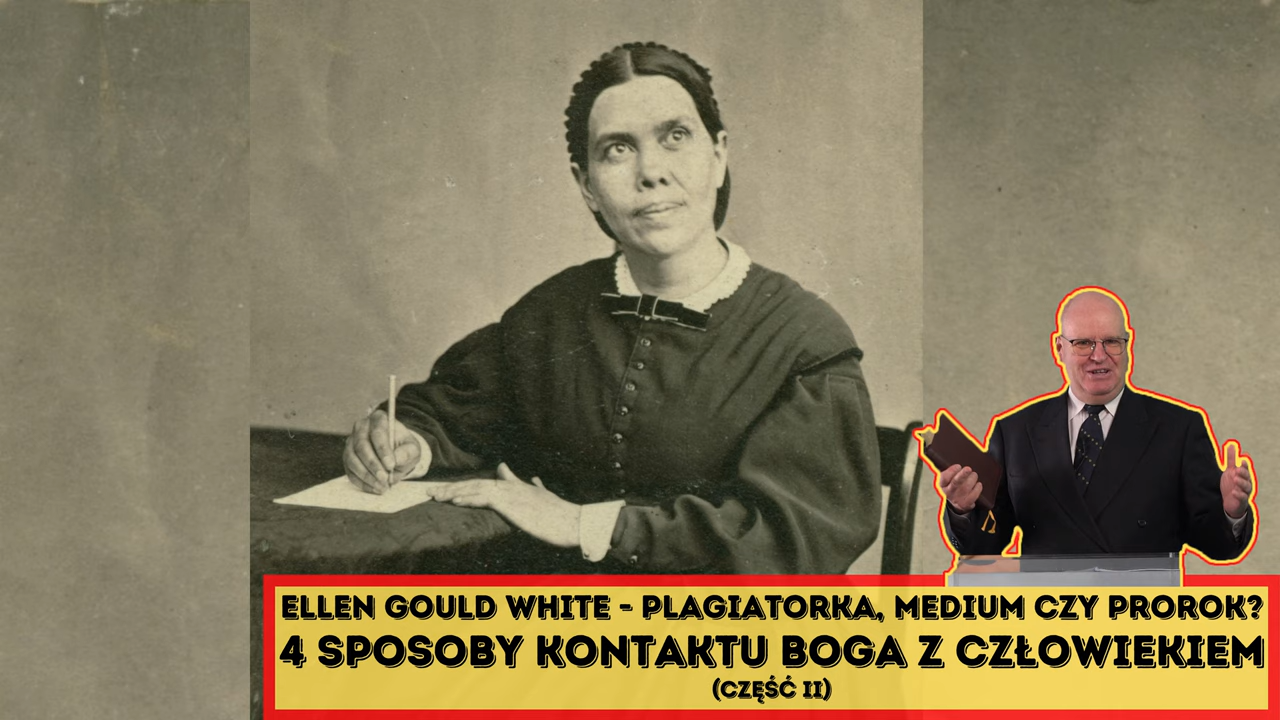 ELLEN GOULD WHITE - PLAGIATORKA, MEDIUM CZY PROROK?
4 SPOSOBY KONTAKTU BOGA Z CZŁOWIEKIEM
(CZĘŚĆ II)